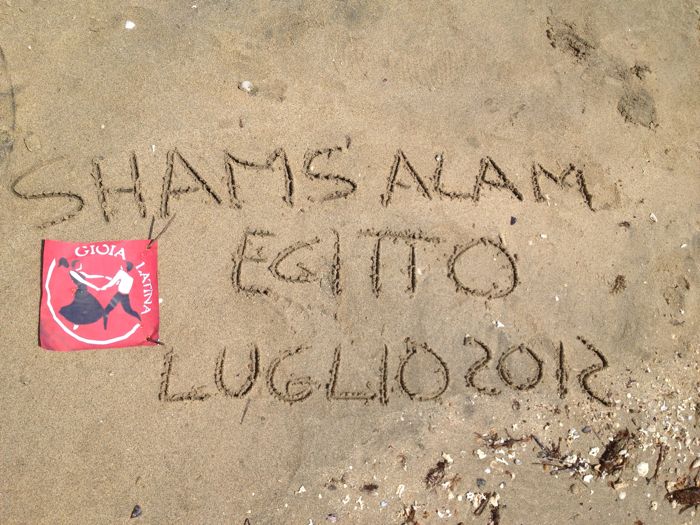 SHAMS ALAM
EGITTO
GIOIA LATINA
LUGLIO 2012